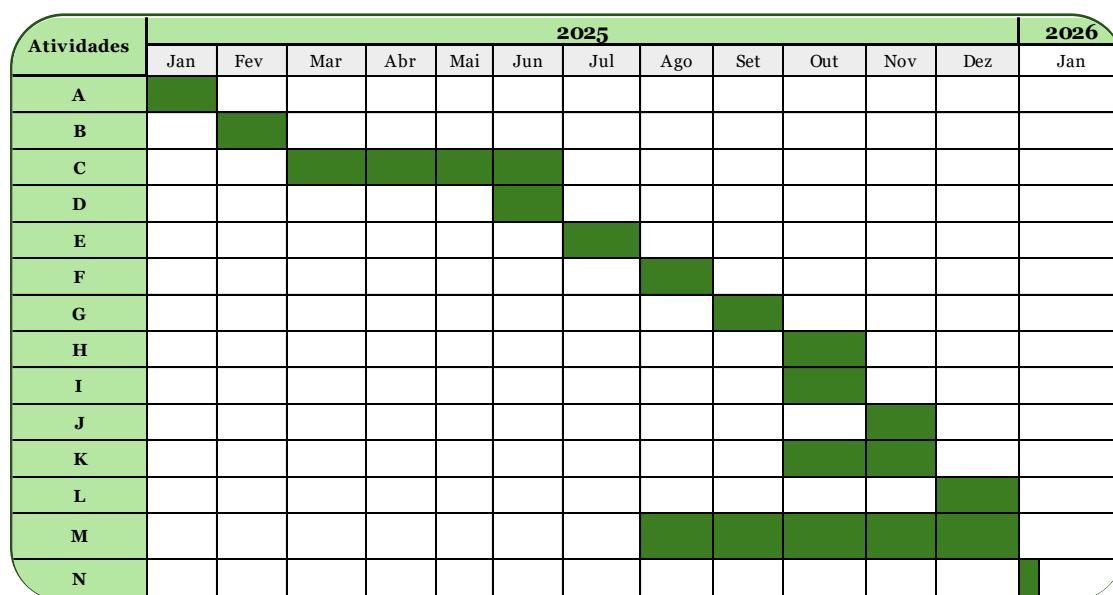 Atividades 2025 2026
Jan Fev Mar Abr Mai Jun Jul Ago Set Out Nov Dez Jan
A
B
C
D
E
F
G
H
I
J
K
L
M
N